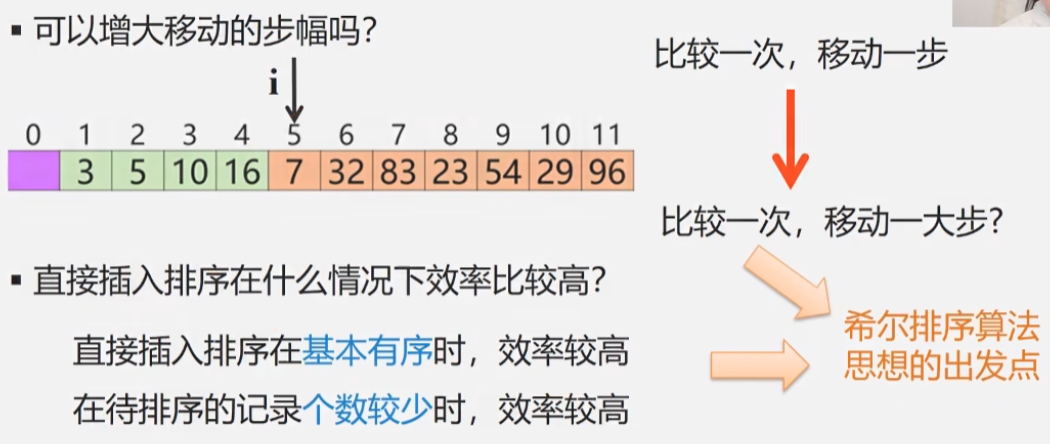 ▪ 可以增大移动的步幅吗?
i
0 1 2 3 4 5 6 7 8 9 10 11
3 5 10 16 7 32 83 23 54 29 96
比较一次，移动一步
比较一次，移动一大步?
▪ 直接插入排序在什么情况下效率比较高?
直接插入排序在基本有序时，效率较高
在待排序的记录个数较少时，效率较高
希尔排序算法
思想的出发点